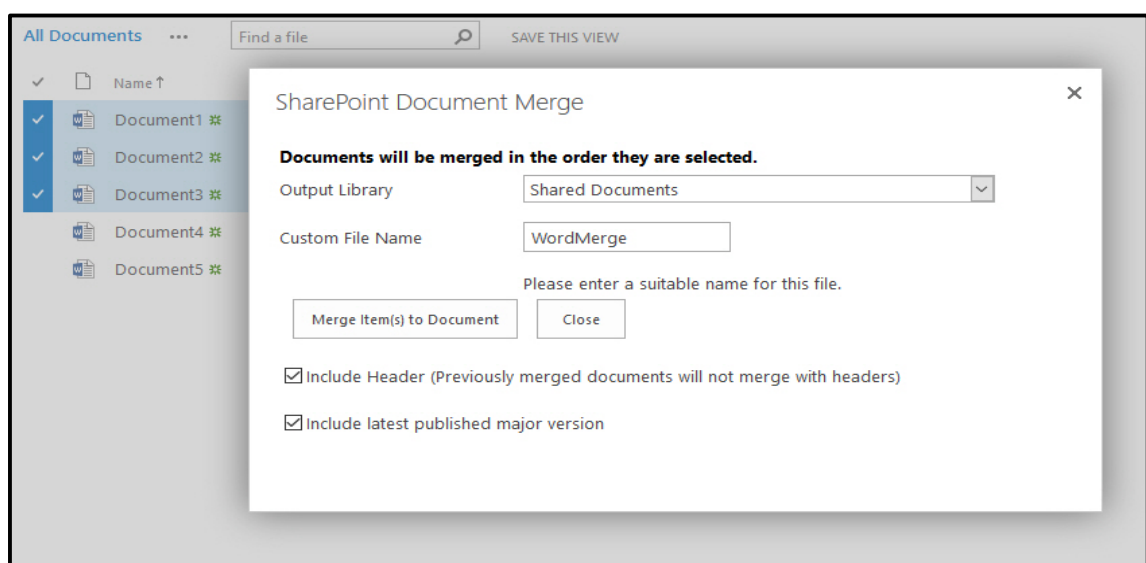 All Documents ... Find a file SAVE THIS VIEW
Name
Document1
Document2
Document3
Document4
Document5
SharePoint Document Merge
Documents will be merged in the order they are selected.
Output Library Shared Documents
Custom File Name WordMerge
Please enter a suitable name for this file.
Merge Item(s) to Document Close
Include Header (Previously merged documents will not merge with headers)
Include latest published major version